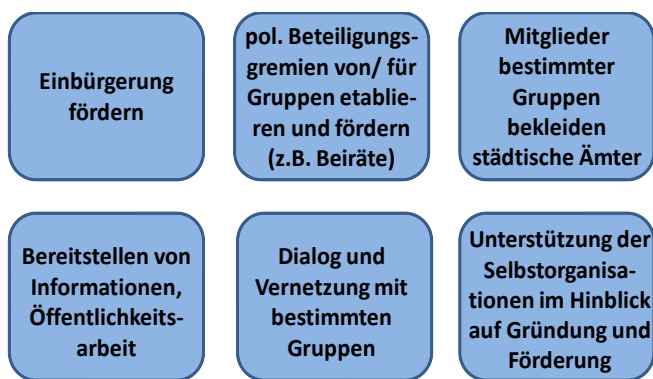 Einbürgerung
fördern
pol. Beteiligungs-
gremien von/ für
Gruppen etablie-
ren und fördern
(z.B. Beiräte)
Mitglieder
bestimmter
Gruppen
bekleiden
städtische Ämter
Bereitstellen von
Informationen,
Öffentlichkeits-
arbeit
Dialog und
Vernetzung mit
bestimmten
Gruppen
Unterstützung der
Selbstorganisa-
tionen im Hinblick
auf Gründung und
Förderung